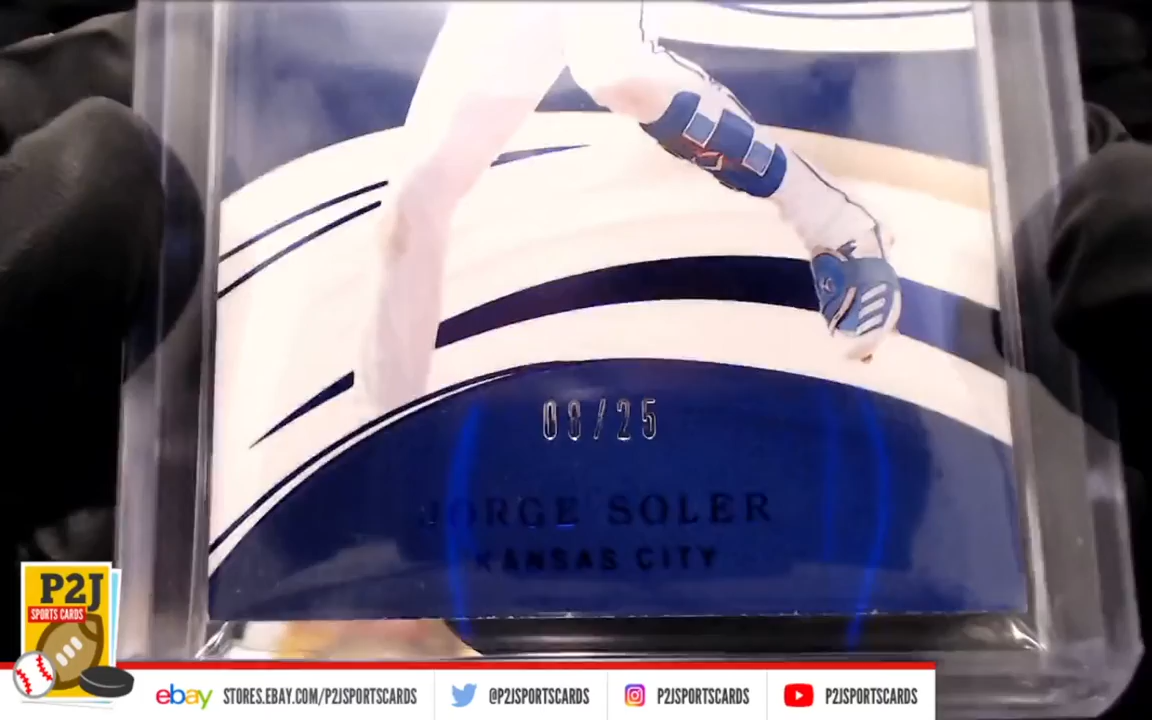 08/25
JORGE SOLER
KANSAS CITY
P2J
SPORTS CARDS
ebay STORES.EBAY.COM/P2JSPORTSCARDS @P2JSPORTSCARDS P2JSPORTSCARDS P2JSPORTSCARDS